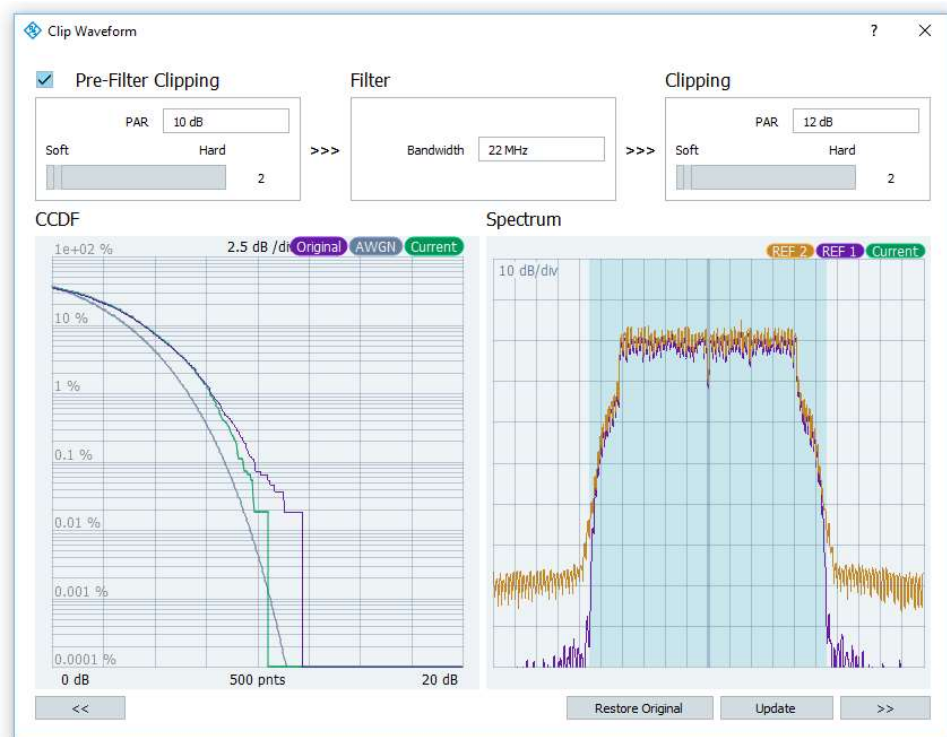 Clip Waveform ? ×
Pre-Filter Clipping Filter Clipping
PAR 10 dB PAR 12 dB
Soft Hard >>> Bandwidth 22 MHz >>> Soft Hard
2 2
CCDF Spectrum
1e+02 % 2.5 dB /di Original AWGN Current REF 2 REF 1 Current
10 dB/div
10 %
1 %
0.1 %
0.01 %
0.001 %
0.0001 %
0 dB 500 pnts 20 dB
<< Restore Original Update >>